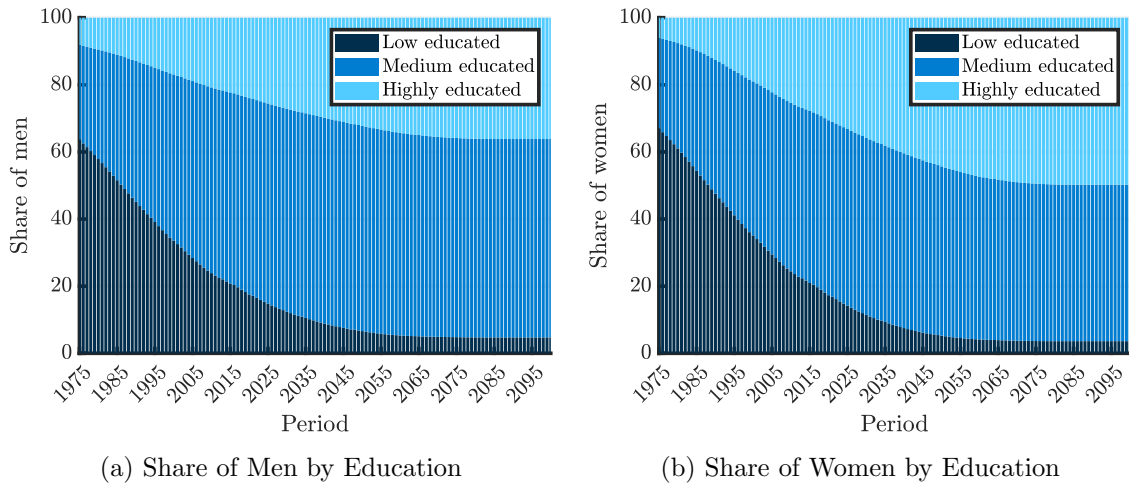 100
80
60
40
20
0
Share of men
Low educated
Medium educated
Highly educated
1975 1985 1995 2005 2015 2025 2035 2045 2055 2065 2075 2085 2095
Period
(a) Share of Men by Education
100
80
60
40
20
0
Share of women
Low educated
Medium educated
Highly educated
1975 1985 1995 2005 2015 2025 2035 2045 2055 2065 2075 2085 2095
Period
(b) Share of Women by Education